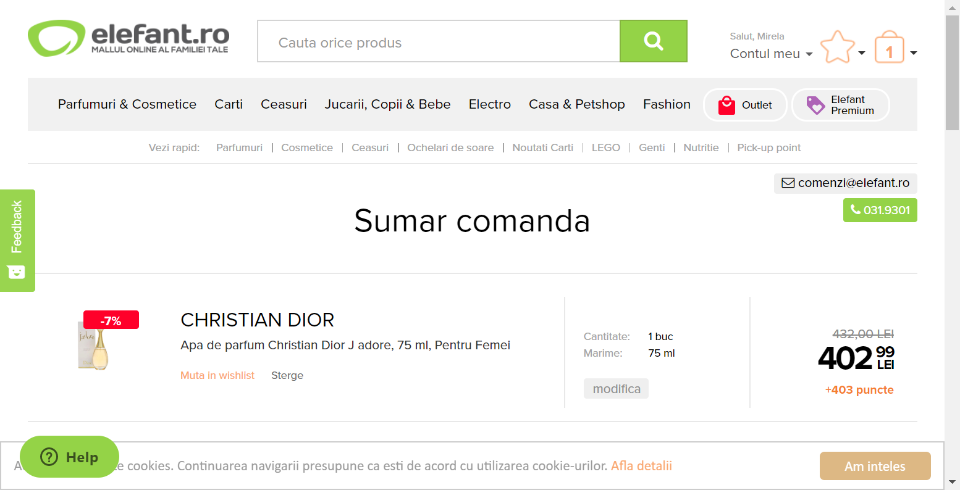 elefant.ro
MALLUL ONLINE AL FAMILIEI TALE
Cauta orice produs
Salut, Mirela
Contul meu
1
Parfumuri & Cosmetice Carti Ceasuri Jucarii, Copii & Bebe Electro Casa & Petshop Fashion Outlet Elefant Premium
Vezi rapid: Parfumuri | Cosmetice | Ceasuri | Ochelari de soare | Noutati Carti | LEGO | Genti | Nutritie | Pick-up point
comenzi@elefant.ro
031.9301
Feedback
Sumar comanda
-7%
CHRISTIAN DIOR
Apa de parfum Christian Dior J adore, 75 ml, Pentru Femei
Muta in wishlist Sterge
Cantitate: 1 buc
Marime: 75 ml
modifica
432,00 LEI
402 99 LEI
+403 puncte
Help
cookies. Continuarea navigarii presupune ca esti de acord cu utilizarea cookie-urilor. Afla detalii
Am inteles